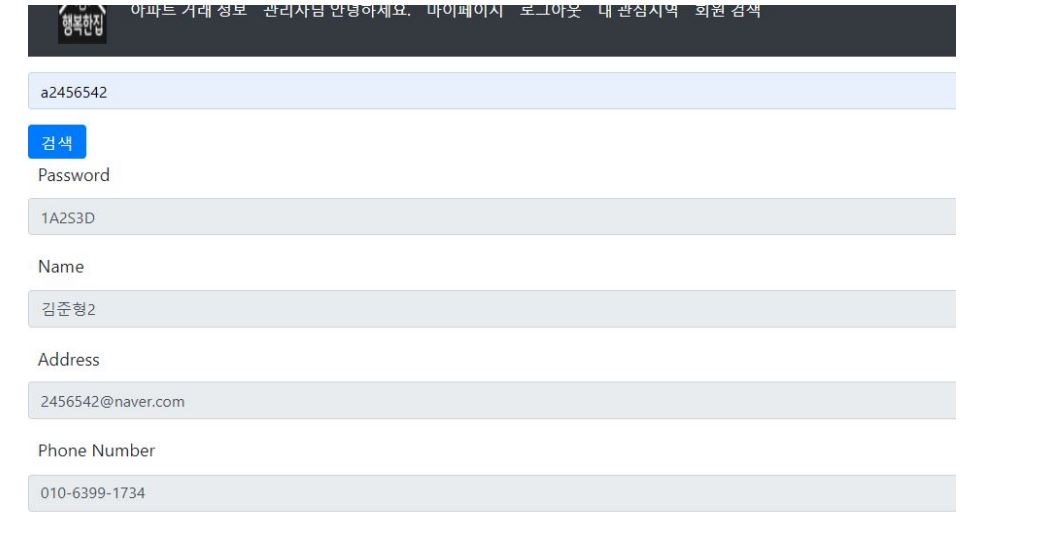 행복한집
아파트 거래 정보 관리자님 안녕하세요. 마이페이지 로그아웃 내 관심지역 회원 검색
a2456542
검색
Password
1A2S3D
Name
김준형2
Address
2456542@naver.com
Phone Number
010-6399-1734